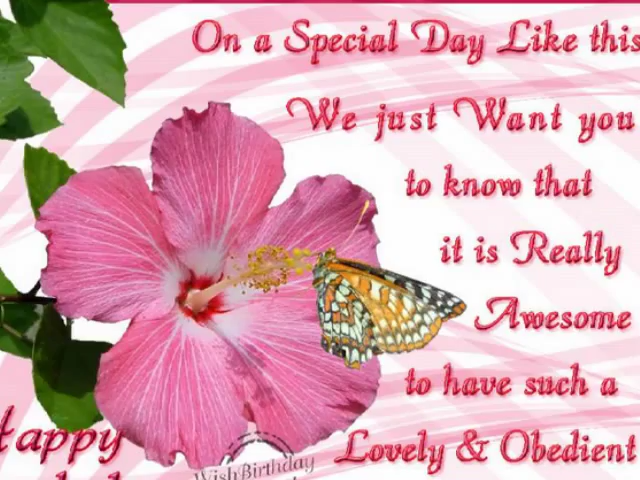 On a Special Day Like this
We just Want you
to know that
it is Really
Awesome
to have such a
Lovely & Obedient
Happy
WishBirthday